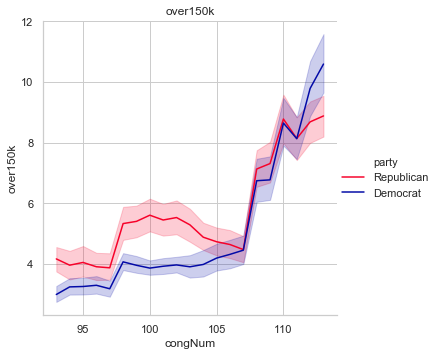 over150k
12
10
8
6
4
over150k
95
100
105
110
congNum
party
Republican
Democrat